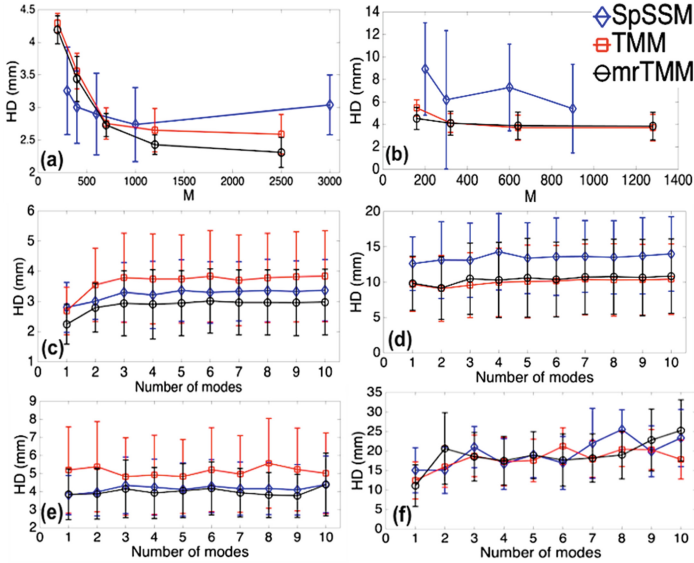 4.5
4
3.5
3
2.5
2
HD (mm)
0 500 1000 1500 2000 2500 3000
M
(a)
14
12
10
8
6
4
2
0
HD (mm)
0 200 400 600 800 1000 1200 1400
M
(b)
SpSSM
TMM
mrTMM
6
5
4
3
2
1
HD (mm)
0 1 2 3 4 5 6 7 8 9 10
Number of modes
(c)
20
15
10
5
0
HD (mm)
0 1 2 3 4 5 6 7 8 9 10
Number of modes
(d)
9
8
7
6
5
4
3
2
HD (mm)
0 1 2 3 4 5 6 7 8 9 10
Number of modes
(e)
35
30
25
20
15
10
5
0
HD (mm)
0 1 2 3 4 5 6 7 8 9 10
Number of modes
(f)